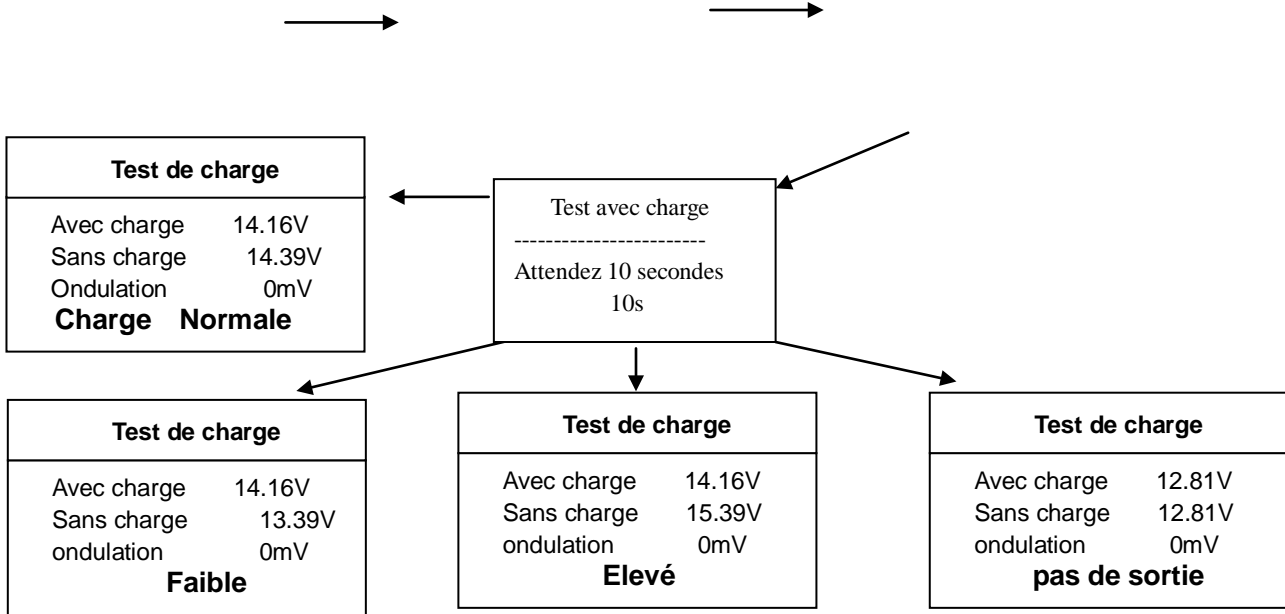 Test de charge
Avec charge 14.16V
Sans charge 14.39V
Ondulation 0mV
Charge Normale
Test avec charge
------------------------
Attendez 10 secondes
10s
Test de charge
Avec charge 14.16V
Sans charge 13.39V
ondulation 0mV
Faible
Test de charge
Avec charge 14.16V
Sans charge 15.39V
ondulation 0mV
Elevé
Test de charge
Avec charge 12.81V
Sans charge 12.81V
ondulation 0mV
pas de sortie